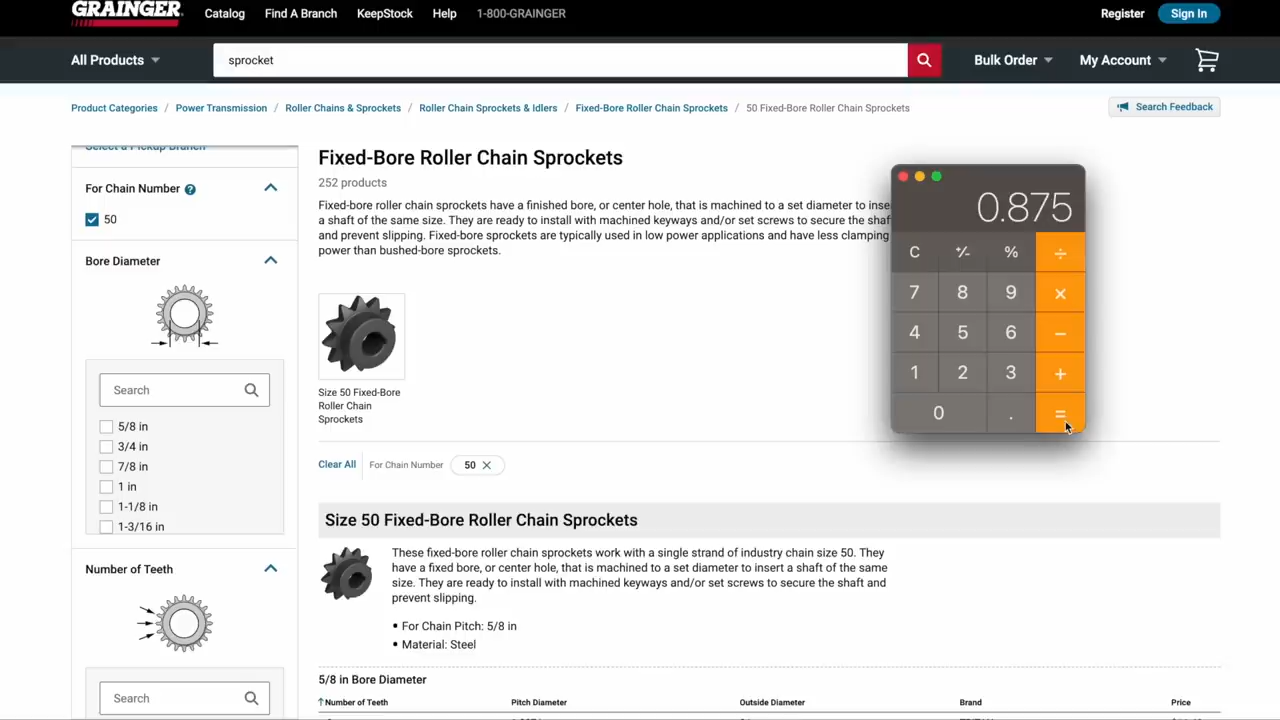 GRAINGER
Catalog
Find A Branch
KeepStock
Help
1-800-GRAINGER
Register
Sign In
All Products
sprocket
Bulk Order
My Account
Product Categories / Power Transmission / Roller Chains & Sprockets / Roller Chain Sprockets & Idlers / Fixed-Bore Roller Chain Sprockets / 50 Fixed-Bore Roller Chain Sprockets
Search Feedback
Select a Pickup Branch
For Chain Number ?
50
Bore Diameter
Search
5/8 in
3/4 in
7/8 in
1 in
1-1/8 in
1-3/16 in
Number of Teeth
Search
Fixed-Bore Roller Chain Sprockets
252 products
Fixed-bore roller chain sprockets have a finished bore, or center hole, that is machined to a set diameter to
a shaft of the same size. They are ready to install with machined keyways and/or set screws to secure the
and prevent slipping. Fixed-bore sprockets are typically used in low power applications and have less clamping
power than bushed-bore sprockets.
Size 50 Fixed-Bore
Roller Chain
Sprockets
0.875
C +/- % ÷
7 8 9 ×
4 5 6 −
1 2 3 +
0 . =
Clear All
For Chain Number
50
Size 50 Fixed-Bore Roller Chain Sprockets
These fixed-bore roller chain sprockets work with a single strand of industry chain size 50. They
have a fixed bore, or center hole, that is machined to a set diameter to insert a shaft of the same
size. They are ready to install with machined keyways and/or set screws to secure the shaft and
prevent slipping.
• For Chain Pitch: 5/8 in
• Material: Steel
5/8 in Bore Diameter
↑Number of Teeth Pitch Diameter Outside Diameter Brand Price